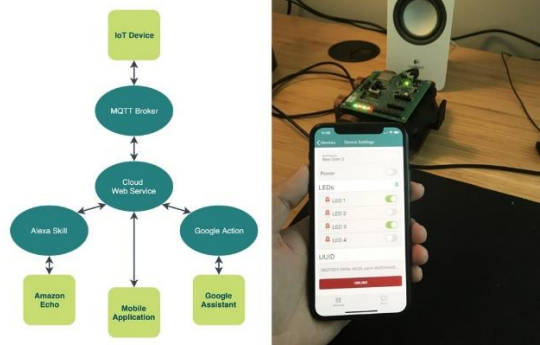 IoT Device
MQTT Broker
Cloud
Web Service
Alexa Skill
Google Action
Amazon
Echo
Mobile
Application
Google
Assistant
Device Settings
Power
LEDs
LED 1
LED 2
LED 3
LED 4
UUID